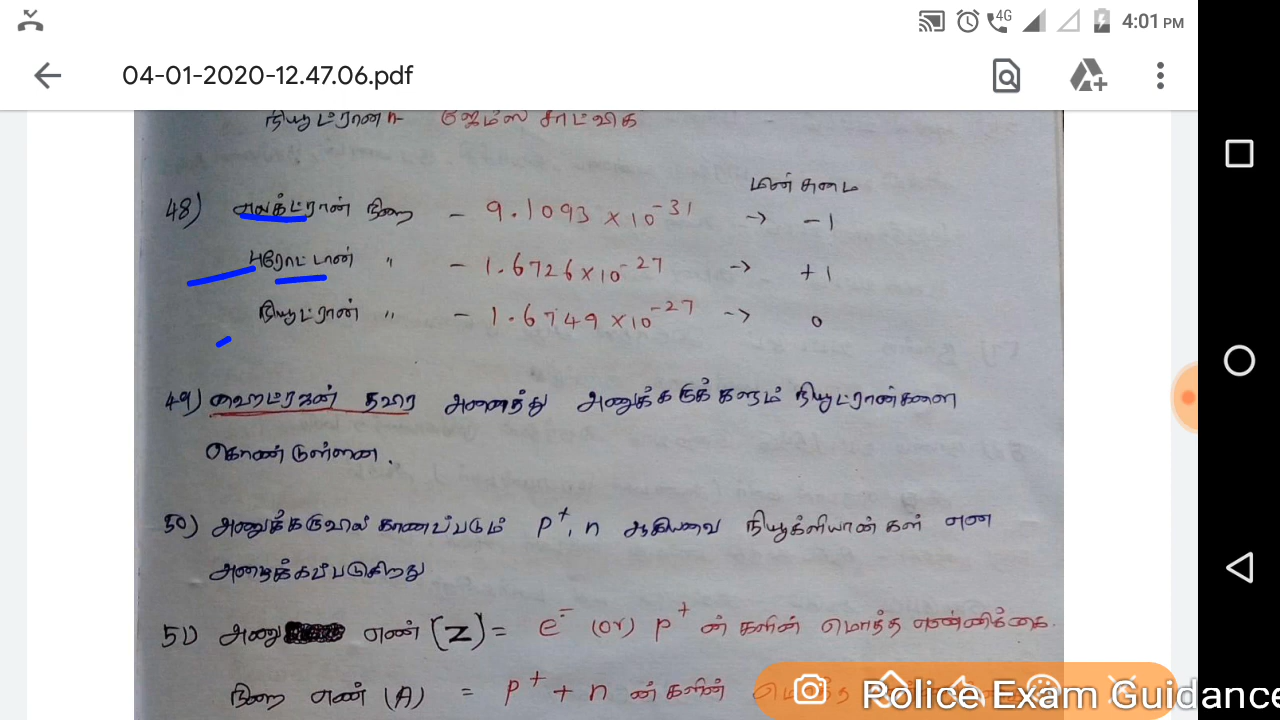 4G 4:01 PM
04-01-2020-12.47.06.pdf
நியூட்ரான் n- ஜேம்ஸ் சாட்விக்
மின் சுமை
48) எலக்ட்ரான் நிறை - 9.1093 ×10⁻³¹ → -1
புரோட்டான் " - 1.6726×10⁻²⁷ → +1
நியூட்ரான் " - 1.6749 ×10⁻²⁷ → 0
49) ஹைட்ரஜன் தவிர அனைத்து அணுக்கருக்களும் நியூட்ரான்களை
கொண்டுள்ளன.
50) அணுக்கருவில் காணப்படும் p⁺, n ஆகியவை நியூக்ளியான்கள் என
அழைக்கப்படுகிறது
51) அணு எண் (Z) = e⁻ (or) p⁺ ன்களின் மொத்த எண்ணிக்கை.
நிறை எண் (A) = p⁺ + n ன்களின் மொத்த
Police Exam Guidance